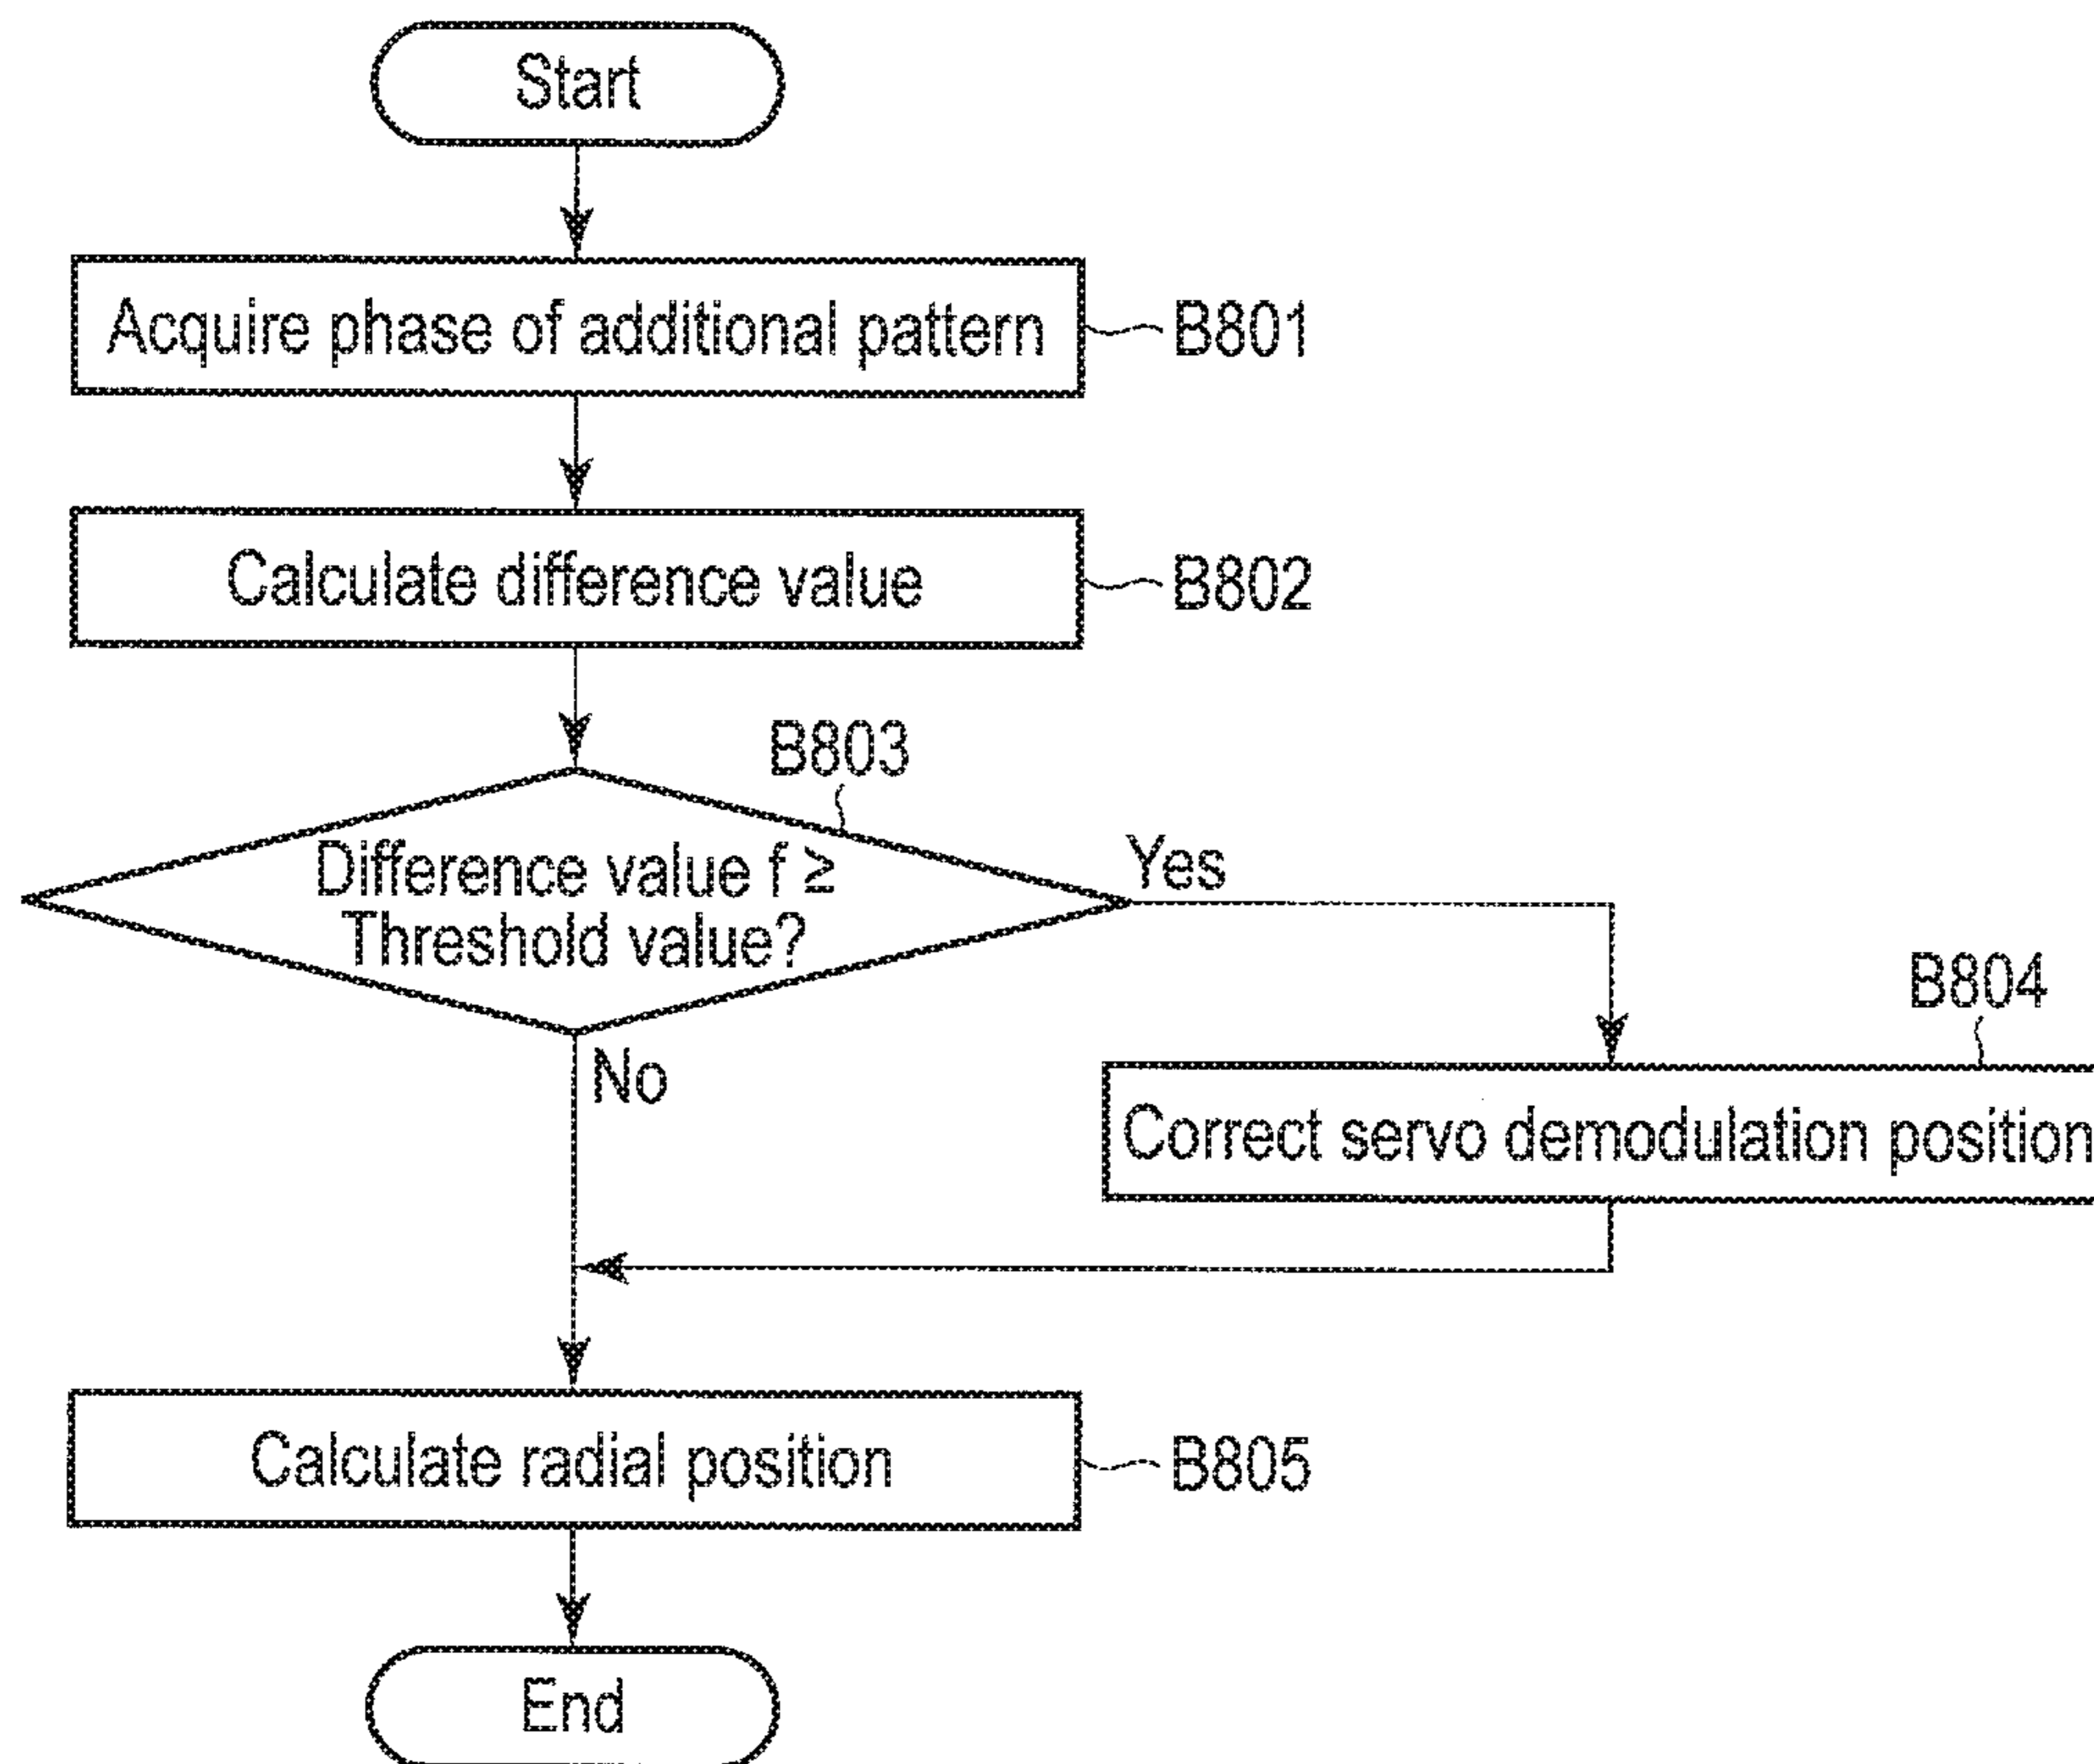 Start
Acquire phase of additional pattern
B801
Calculate difference value
B802
B803
Difference value f ≥
Threshold value?
Yes
No
B804
Correct servo demodulation position
Calculate radial position
B805
End